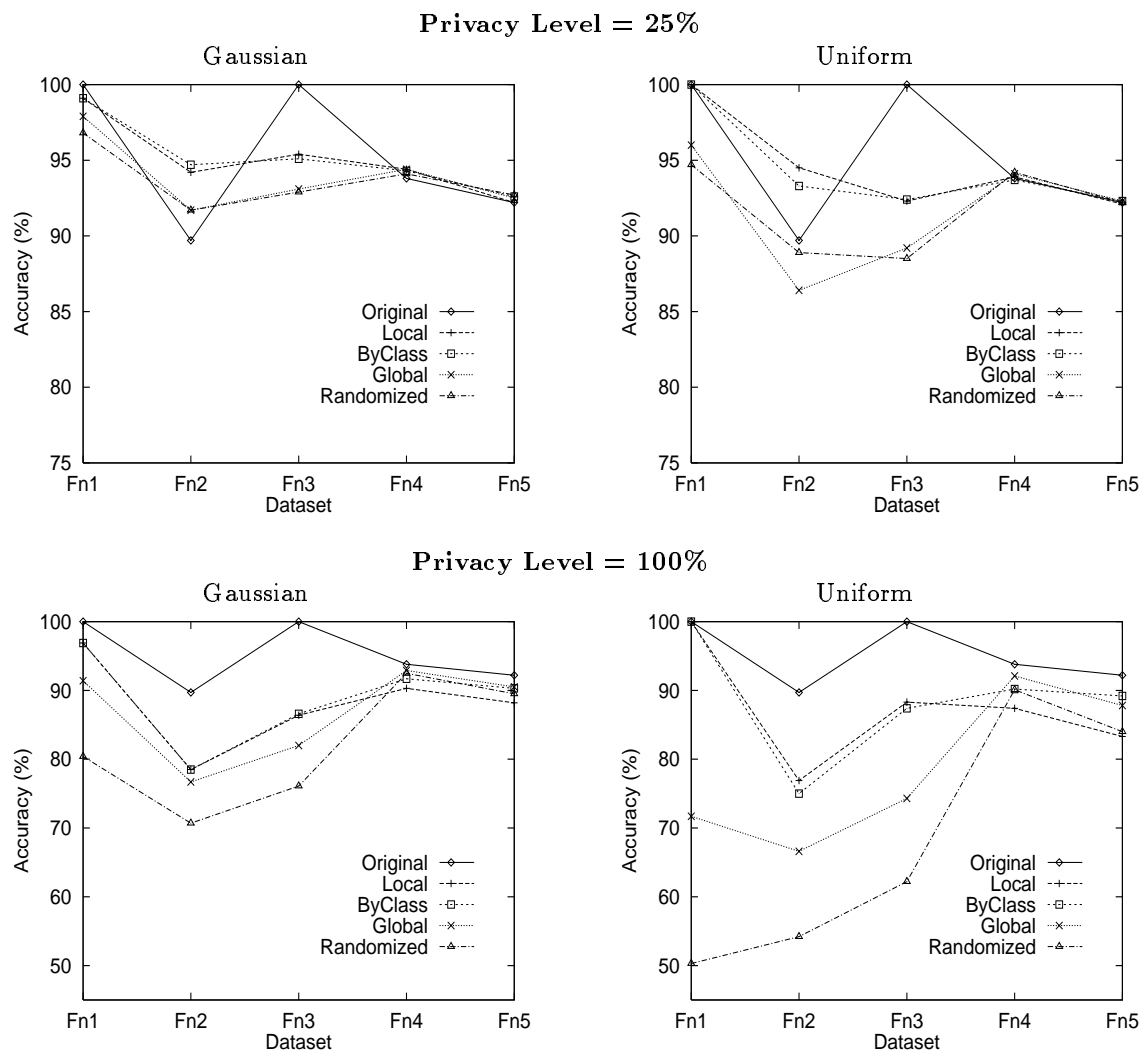 Privacy Level = 25%
Gaussian
Uniform
100
95
90
85
80
75
Accuracy (%)
Original
Local
ByClass
Global
Randomized
Fn1 Fn2 Fn3 Fn4 Fn5
Dataset
100
95
90
85
80
75
Accuracy (%)
Original
Local
ByClass
Global
Randomized
Fn1 Fn2 Fn3 Fn4 Fn5
Dataset
Privacy Level = 100%
Gaussian
Uniform
100
90
80
70
60
50
Accuracy (%)
Original
Local
ByClass
Global
Randomized
Fn1 Fn2 Fn3 Fn4 Fn5
Dataset
100
90
80
70
60
50
Accuracy (%)
Original
Local
ByClass
Global
Randomized
Fn1 Fn2 Fn3 Fn4 Fn5
Dataset